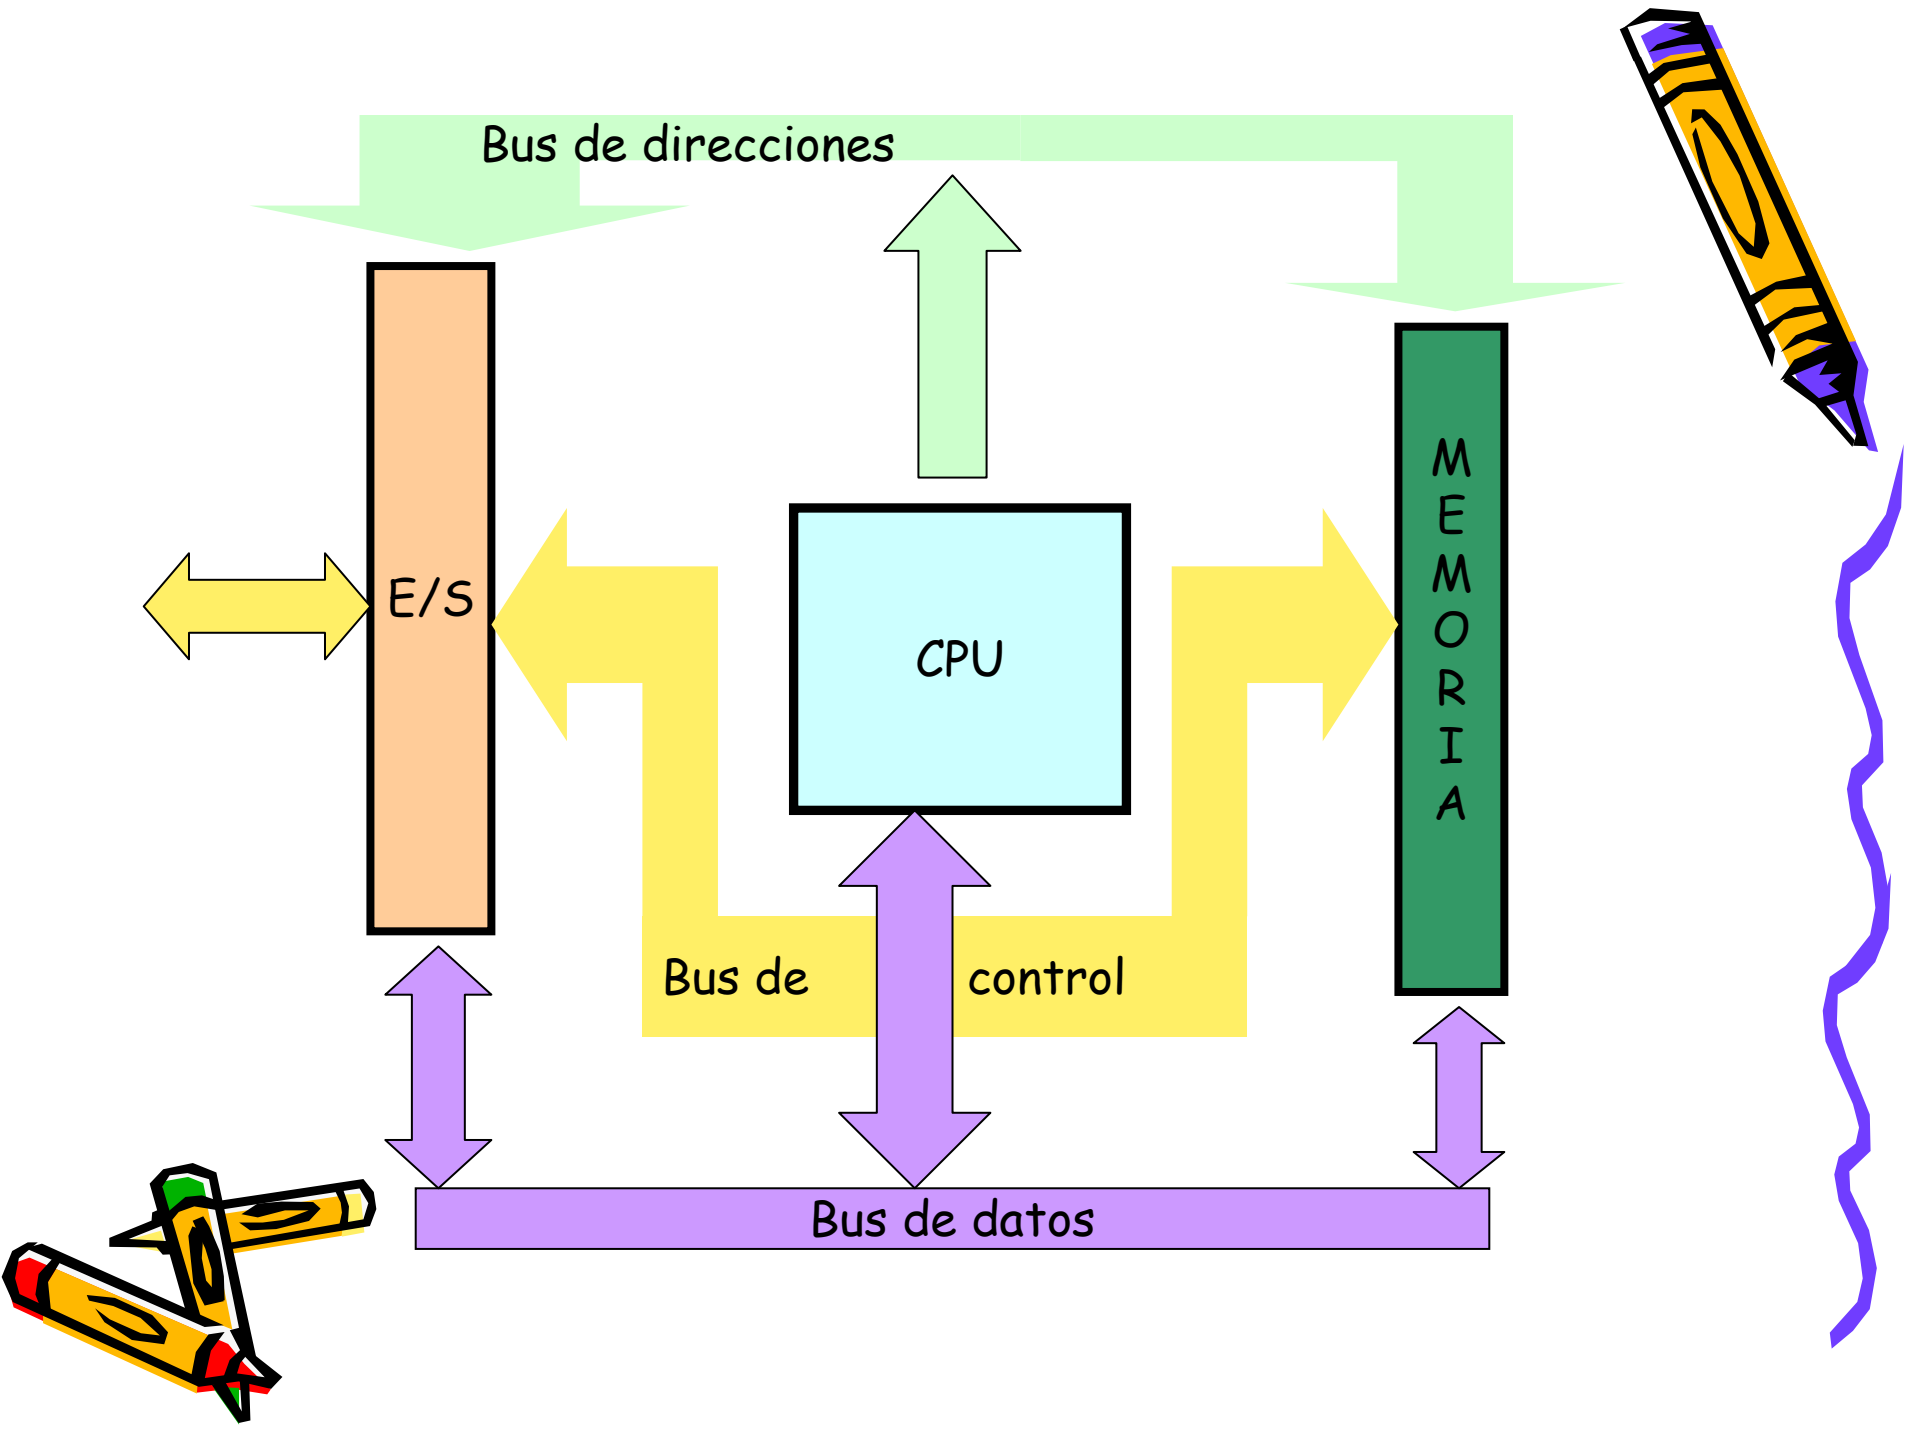 Bus de direcciones
E/S
CPU
M
E
M
O
R
I
A
Bus de control
Bus de datos